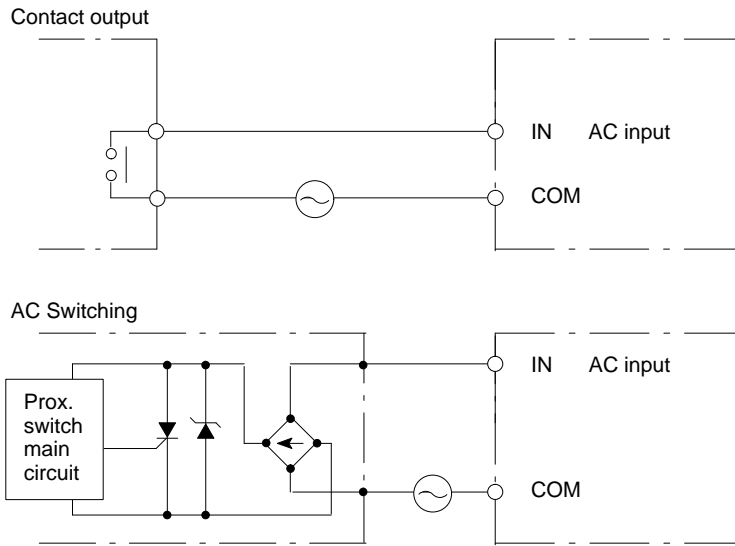 Contact output
IN AC input
COM
AC Switching
IN AC input
Prox.
switch
main
circuit
COM